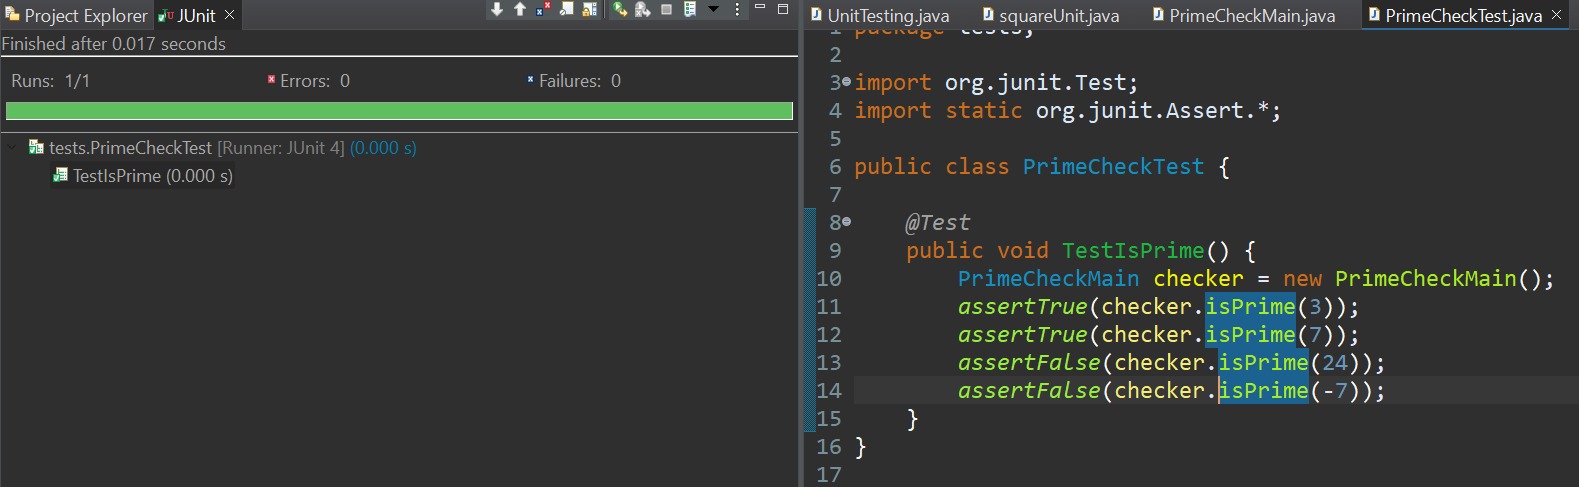 Project Explorer JUnit
Finished after 0.017 seconds
Runs: 1/1 Errors: 0 Failures: 0
tests.PrimeCheckTest [Runner: JUnit 4] (0.000 s)
TestIsPrime (0.000 s)
UnitTesting.java squareUnit.java PrimeCheckMain.java PrimeCheckTest.java
1 package tests;
2
3 import org.junit.Test;
4 import static org.junit.Assert.*;
5
6 public class PrimeCheckTest {
7
8 @Test
9 public void TestIsPrime() {
10 PrimeCheckMain checker = new PrimeCheckMain();
11 assertTrue(checker.isPrime(3));
12 assertTrue(checker.isPrime(7));
13 assertFalse(checker.isPrime(24));
14 assertFalse(checker.isPrime(-7));
15 }
16 }
17